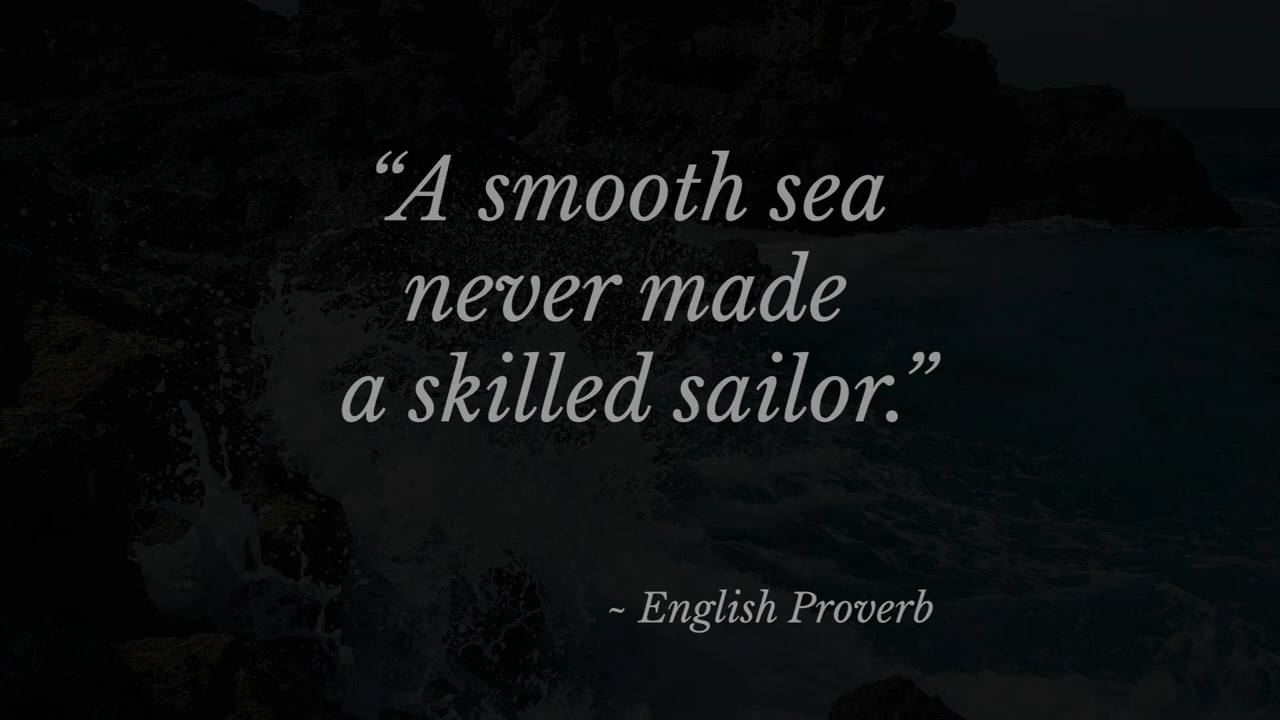 “A smooth sea
never made
a skilled sailor.”
~ English Proverb